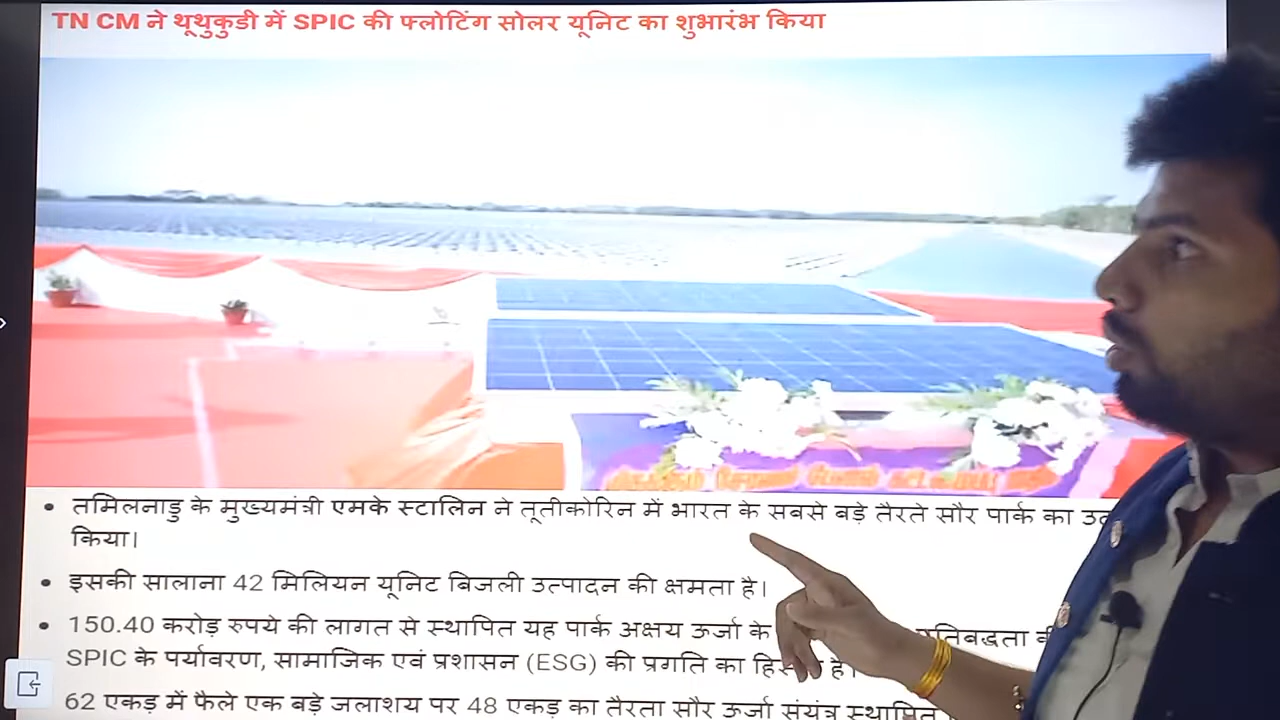 TN CM ने थूथुकुडी में SPIC की फ्लोटिंग सोलर यूनिट का शुभारंभ किया
तमिलनाडु के मुख्यमंत्री एमके स्टालिन ने तूतीकोरिन में भारत के सबसे बड़े तैरते सौर पार्क का
किया।
इसकी सालाना 42 मिलियन यूनिट बिजली उत्पादन की क्षमता है।
150.40 करोड़ रुपये की लागत से स्थापित यह पार्क अक्षय ऊर्जा के
SPIC के पर्यावरण, सामाजिक एवं प्रशासन (ESG) की प्रगति का है।
62 एकड़ में फैले एक बड़े जलाशय पर 48 एकड़ का तैरता सौर ऊर्जा संयंत्र स्थापित